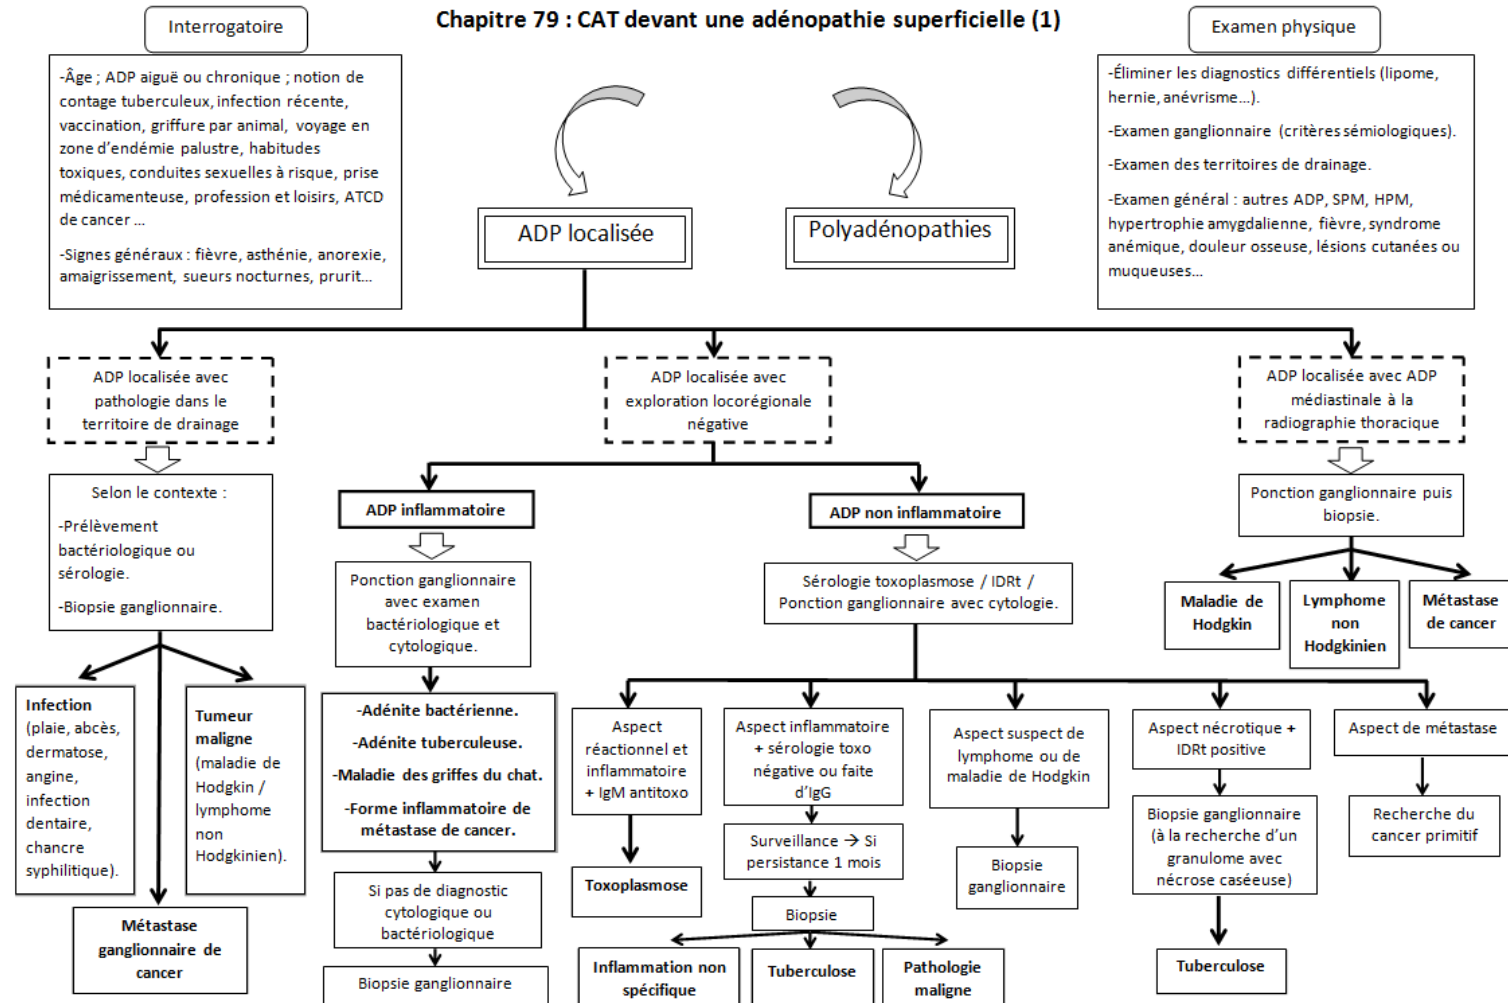 Chapitre 79 : CAT devant une adénopathie superficielle (1)
Interrogatoire
-Âge ; ADP aiguë ou chronique ; notion de
contage tuberculeux, infection récente,
vaccination, griffure par animal, voyage en
zone d'endémie palustre, habitudes
toxiques, conduites sexuelles à risque, prise
médicamenteuse, profession et loisirs, ATCD
de cancer ...
-Signes généraux : fièvre, asthénie, anorexie,
amaigrissement, sueurs nocturnes, prurit...
Examen physique
-Éliminer les diagnostics différentiels (lipome,
hernie, anévrisme...).
-Examen ganglionnaire (critères sémiologiques).
-Examen des territoires de drainage.
-Examen général : autres ADP, SPM, HPM,
hypertrophie amygdalienne, fièvre, syndrome
anémique, douleur osseuse, lésions cutanées ou
muqueuses...
ADP localisée
Polyadénopathies
ADP localisée avec
pathologie dans le
territoire de drainage
ADP localisée avec
exploration locorégionale
négative
ADP localisée avec ADP
médiastinale à la
radiographie thoracique
Selon le contexte :
-Prélèvement
bactériologique ou
sérologie.
-Biopsie ganglionnaire.
Infection
(plaie, abcès,
dermatose,
angine,
infection
dentaire,
chancre
syphilitique).
Tumeur
maligne
(maladie de
Hodgkin /
lymphome
non
Hodgkinien).
Métastase
ganglionnaire de
cancer
ADP inflammatoire
Ponction ganglionnaire
avec examen
bactériologique et
cytologique.
-Adénite bactérienne.
-Adénite tuberculeuse.
-Maladie des griffes du chat.
-Forme inflammatoire de
métastase de cancer.
Si pas de diagnostic
cytologique ou
bactériologique
Biopsie ganglionnaire
ADP non inflammatoire
Sérologie toxoplasmose / IDRt /
Ponction ganglionnaire avec cytologie.
Aspect
réactionnel et
inflammatoire
+ IgM antitoxo
Toxoplasmose
Aspect inflammatoire
+ sérologie toxo
négative ou faite
d'IgG
Surveillance → Si
persistance 1 mois
Biopsie
Inflammation non
spécifique
Tuberculose
Pathologie
maligne
Aspect suspect de
lymphome ou de
maladie de Hodgkin
Biopsie
ganglionnaire
Aspect nécrotique +
IDRt positive
Biopsie ganglionnaire
(à la recherche d'un
granulome avec
nécrose caséeuse)
Tuberculose
Aspect de métastase
Recherche du
cancer primitif
Ponction ganglionnaire puis
biopsie.
Maladie de
Hodgkin
Lymphome
non
Hodgkinien
Métastase
de cancer